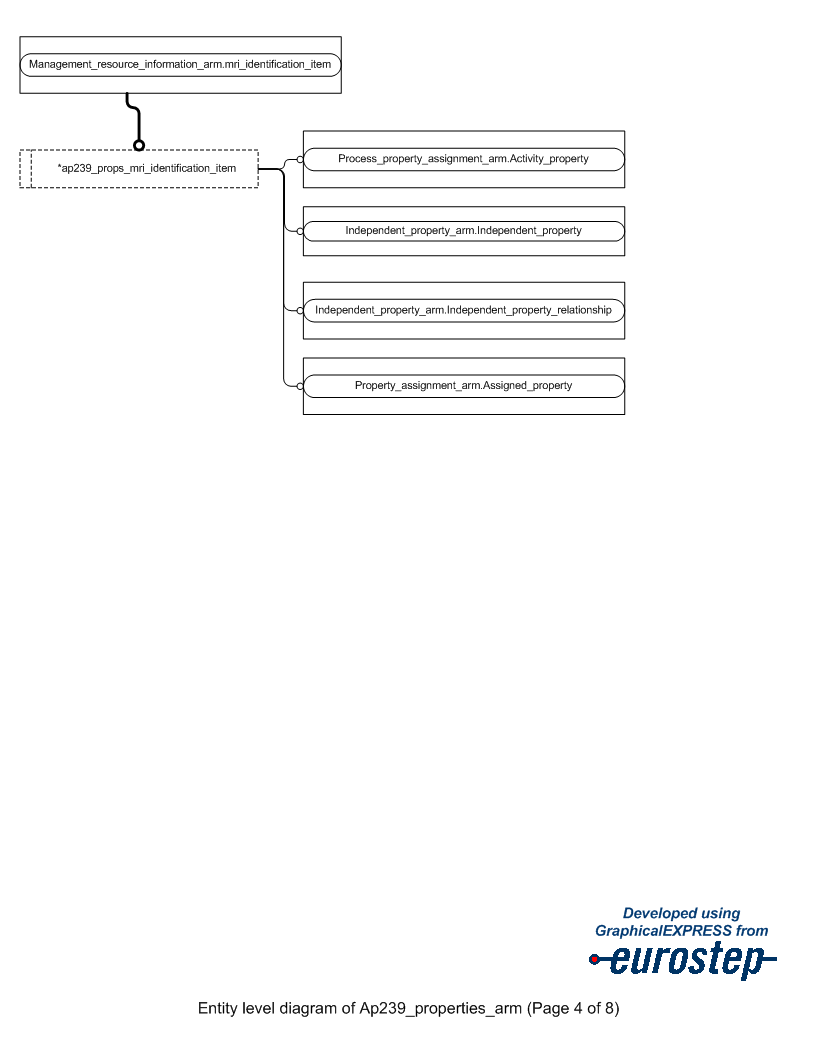 Management_resource_information_arm.mri_identification_item
*ap239_props_mri_identification_item
Process_property_assignment_arm.Activity_property
Independent_property_arm.Independent_property
Independent_property_arm.Independent_property_relationship
Property_assignment_arm.Assigned_property
Developed using
GraphicalEXPRESS from
eurostep
Entity level diagram of Ap239_properties_arm (Page 4 of 8)